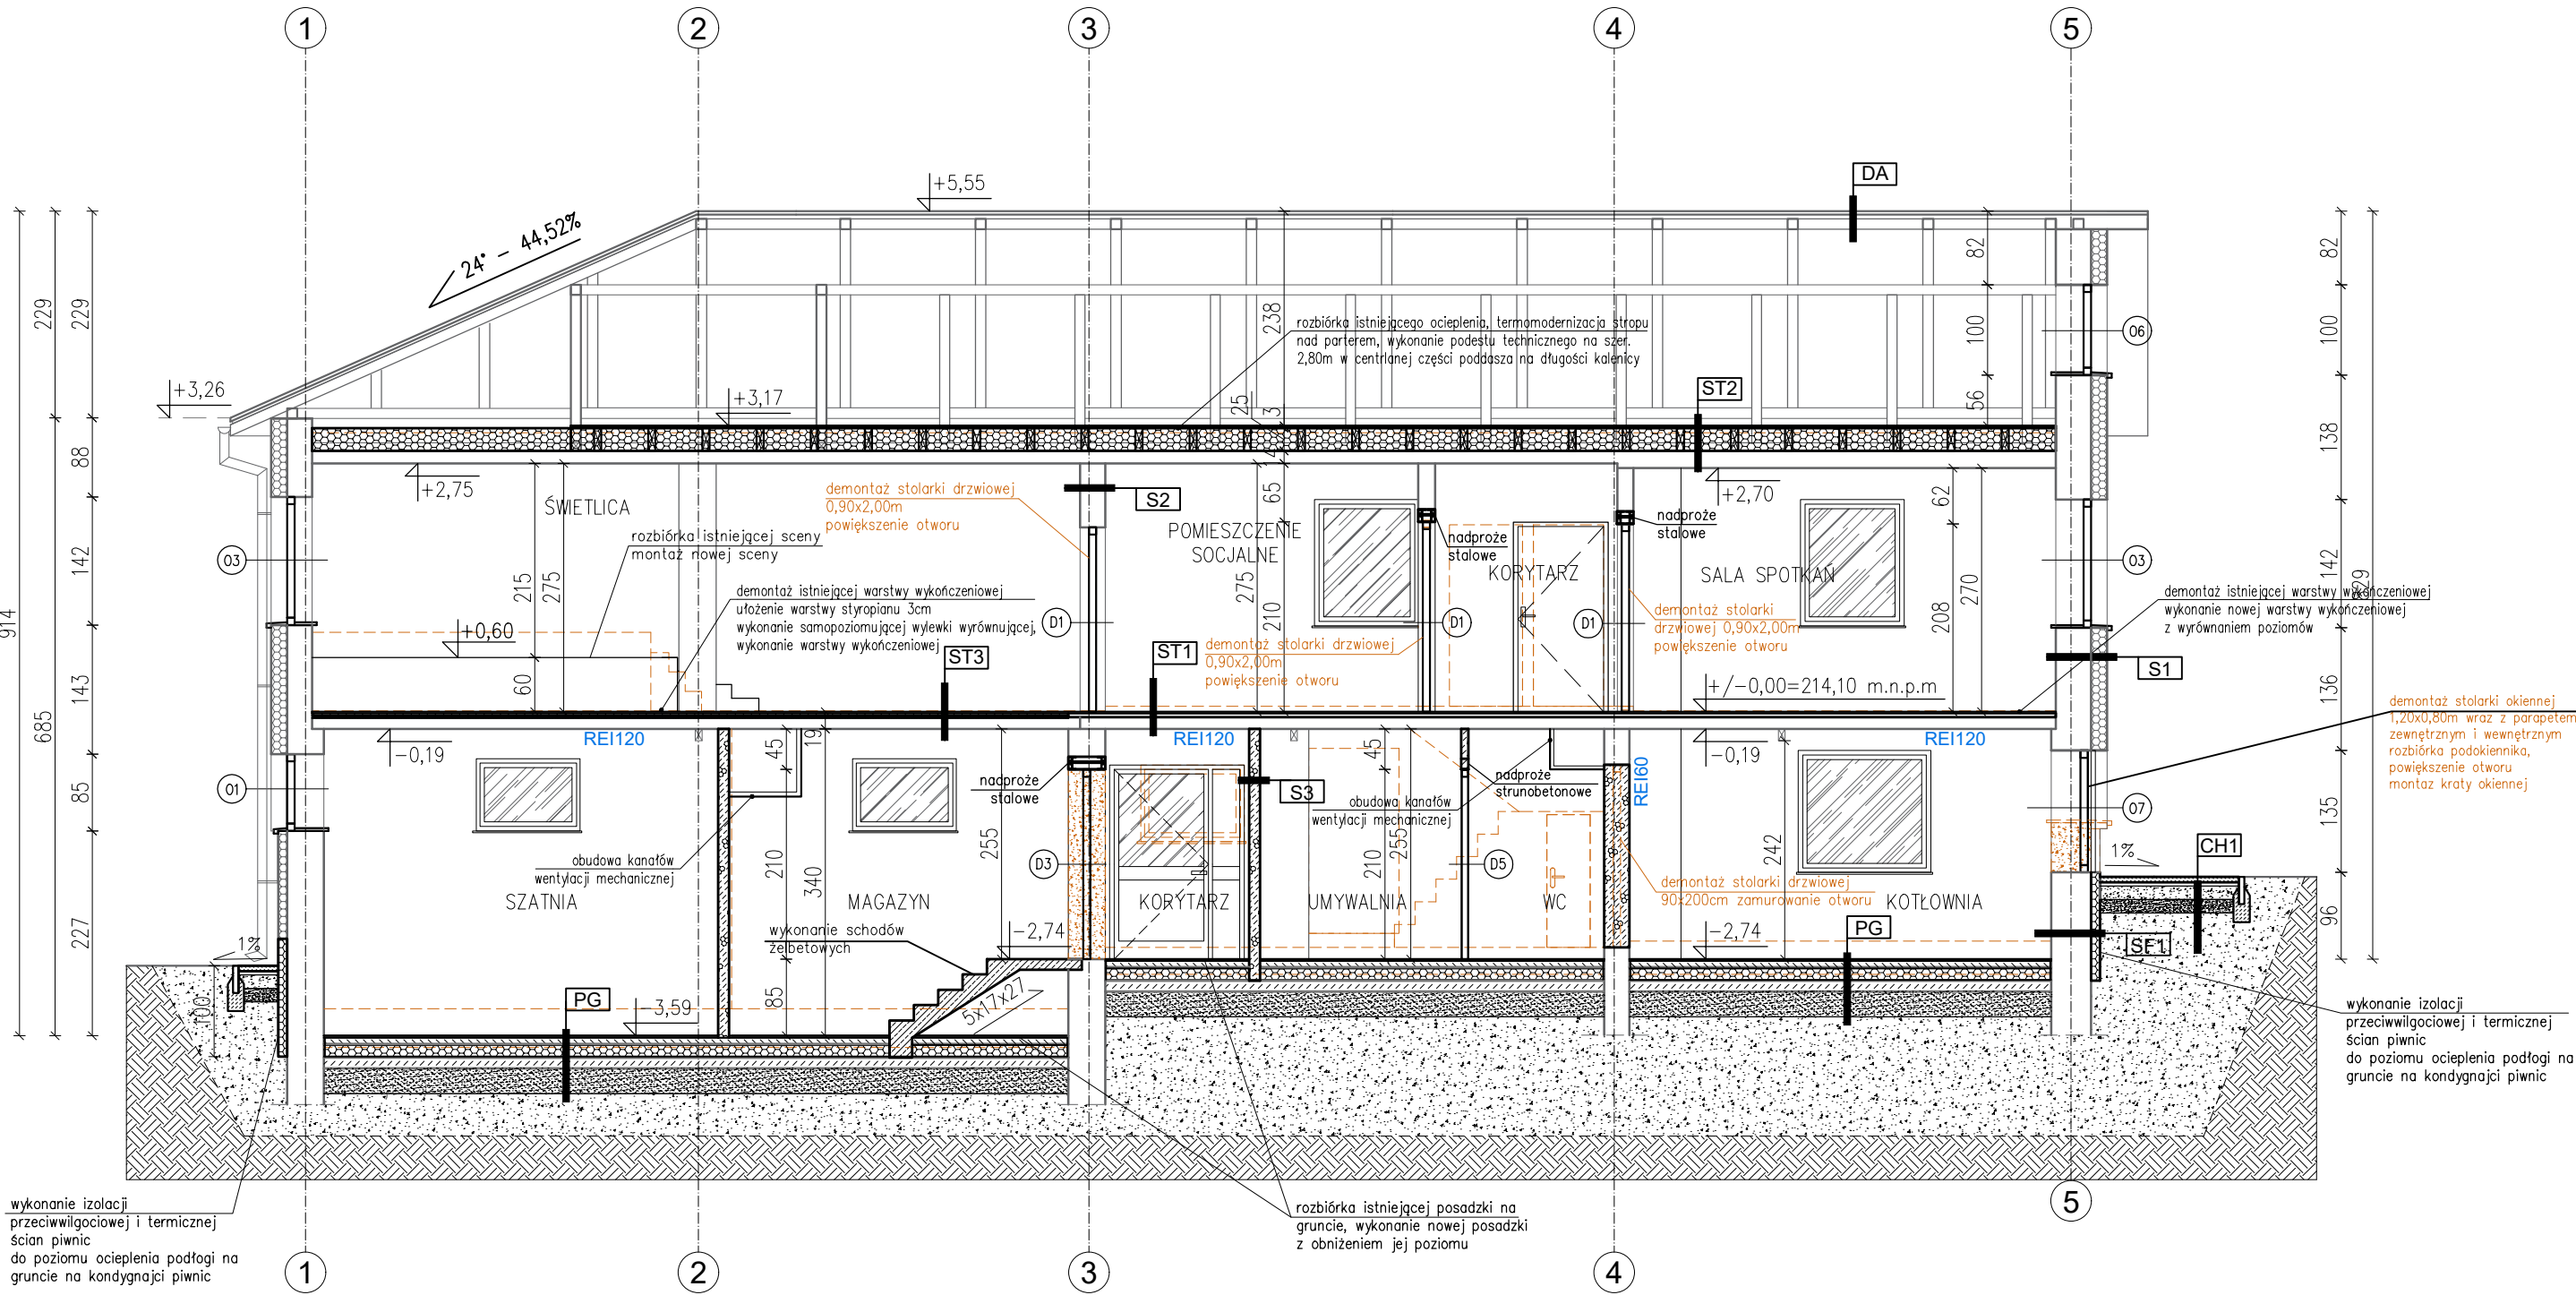 1
2
3
4
5
DA
+5,55
24° - 44,52%
82
82
229
229
238
100
100
06
rozbiórka istniejącego ocieplenia, termomodernizacja stropu
nad parterem, wykonanie podestu technicznego na szer.
2,80m w centrlanej części poddasza na długości kalenicy
+3,26
+3,17
ST2
25
3
56
88
14
138
+2,75
+2,70
ŚWIETLICA
demontaż stolarki drzwiowej
0,90x2,00m
powiększenie otworu
S2
65
62
POMIESZCZENIE
SOCJALNE
nadproże
stalowe
nadproże
stalowe
rozbiórka istniejącej sceny
montaż nowej sceny
03
142
215
275
275
KORYTARZ
SALA SPOTKAŃ
03
142
829
demontaż istniejącej warstwy wykończeniowej
ułożenie warstwy styropianu 3cm
wykonanie samopoziomującej wylewki wyrównującej,
wykonanie warstwy wykończeniowej
demontaż istniejącej warstwy wykończeniowej
wykonanie nowej warstwy wykończeniowej
z wyrównaniem poziomów
914
685
+0,60
D1
210
D1
D1
208
270
demontaż stolarki
drzwiowej 0,90x2,00m
powiększenie otworu
demontaż stolarki drzwiowej
0,90x2,00m
powiększenie otworu
ST3
ST1
S1
143
60
+/-0,00=214,10 m.n.p.m
136
demontaż stolarki okiennej
1,20x0,80m wraz z parapetem
zewnętrznym i wewnętrznym
rozbiórka podokiennika,
powiększenie otworu
montaz kraty okiennej
-0,19
REI120
45
19
REI120
45
-0,19
REI120
01
85
nadproże
stalowe
S3
nadproże
strunobetonowe
REI60
obudowa kanałów
wentylacji mechanicznej
07
135
obudowa kanałów
wentylacji mechanicznej
210
340
255
D3
210
255
D5
242
1%
CH1
demontaż stolarki drzwiowej
90x200cm zamurowanie otworu
SZATNIA
MAGAZYN
KORYTARZ
UMYWALNIA
WC
KOTŁOWNIA
227
1%
wykonanie schodów
żelbetowych
-2,74
-2,74
PG
SF1
96
100
PG
-3,59
85
5x17x27
wykonanie izolacji
przeciwwilgociowej i termicznej
ścian piwnic
do poziomu ocieplenia podłogi na
gruncie na kondygnajci piwnic
wykonanie izolacji
przeciwwilgociowej i termicznej
ścian piwnic
do poziomu ocieplenia podłogi na
gruncie na kondygnajci piwnic
rozbiórka istniejącej posadzki na
gruncie, wykonanie nowej posadzki
z obniżeniem jej poziomu
1
2
3
4
5